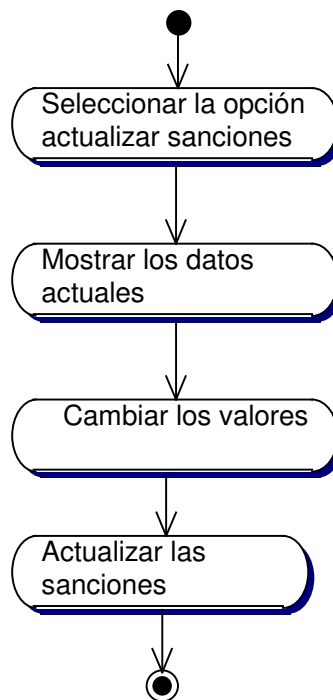 Seleccionar la opción
actualizar sanciones
Mostrar los datos
actuales
Cambiar los valores
Actualizar las
sanciones